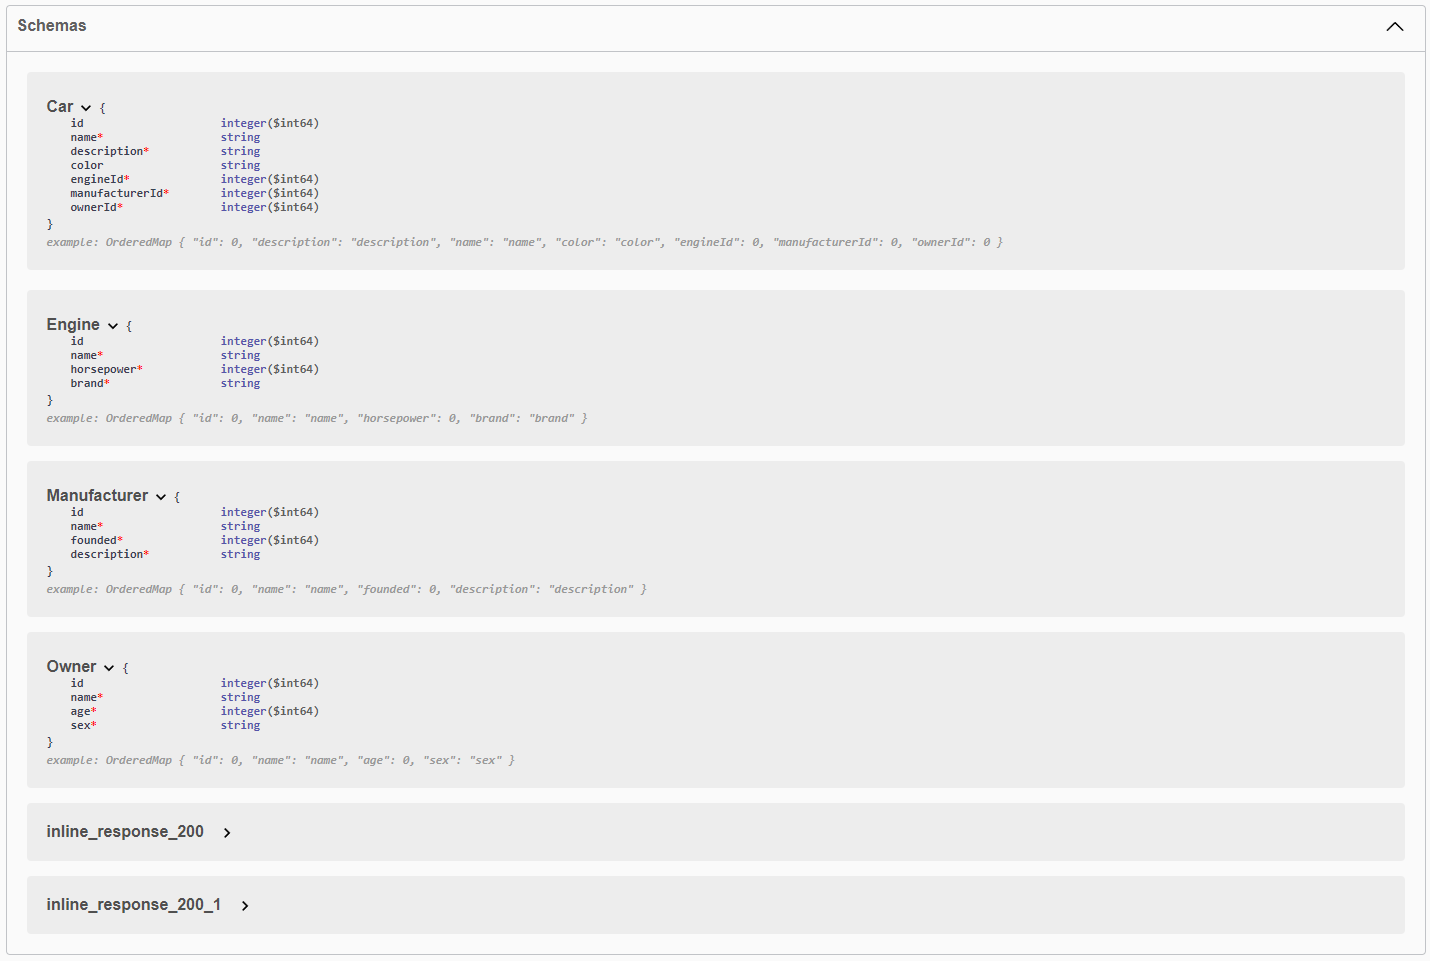 Schemas
Car {
id integer($int64)
name* string
description* string
color string
engineId* integer($int64)
manufacturerId* integer($int64)
ownerId* integer($int64)
}
example: OrderedMap { "id": 0, "description": "description", "name": "name", "color": "color", "engineId": 0, "manufacturerId": 0, "ownerId": 0 }
Engine {
id integer($int64)
name* string
horsepower* integer($int64)
brand* string
}
example: OrderedMap { "id": 0, "name": "name", "horsepower": 0, "brand": "brand" }
Manufacturer {
id integer($int64)
name* string
founded* integer($int64)
description* string
}
example: OrderedMap { "id": 0, "name": "name", "founded": 0, "description": "description" }
Owner {
id integer($int64)
name* string
age* integer($int64)
sex* string
}
example: OrderedMap { "id": 0, "name": "name", "age": 0, "sex": "sex" }
inline_response_200
inline_response_200_1